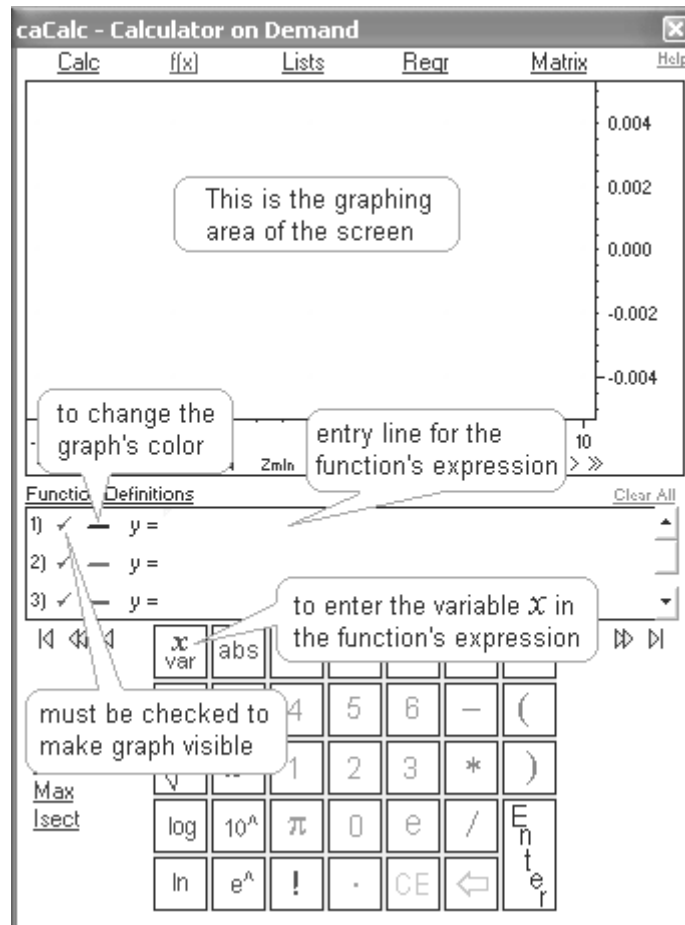 caCalc - Calculator on Demand
Calc f(x) Lists Regr Matrix Help
0.004
This is the graphing
area of the screen
0.002
0.000
-0.002
-0.004
to change the
graph's color
entry line for the
function's expression
10
ZmIn > >>
Function Definitions Clear All
1) ✓ — y =
2) ✓ — y =
3) ✓ — y =
to enter the variable x in
the function's expression
x
var abs
must be checked to
make graph visible
4 5 6 — (
√ 1 2 3 * )
Max
Isect
log 10^ π 0 e / Enter
ln e^ ! . CE